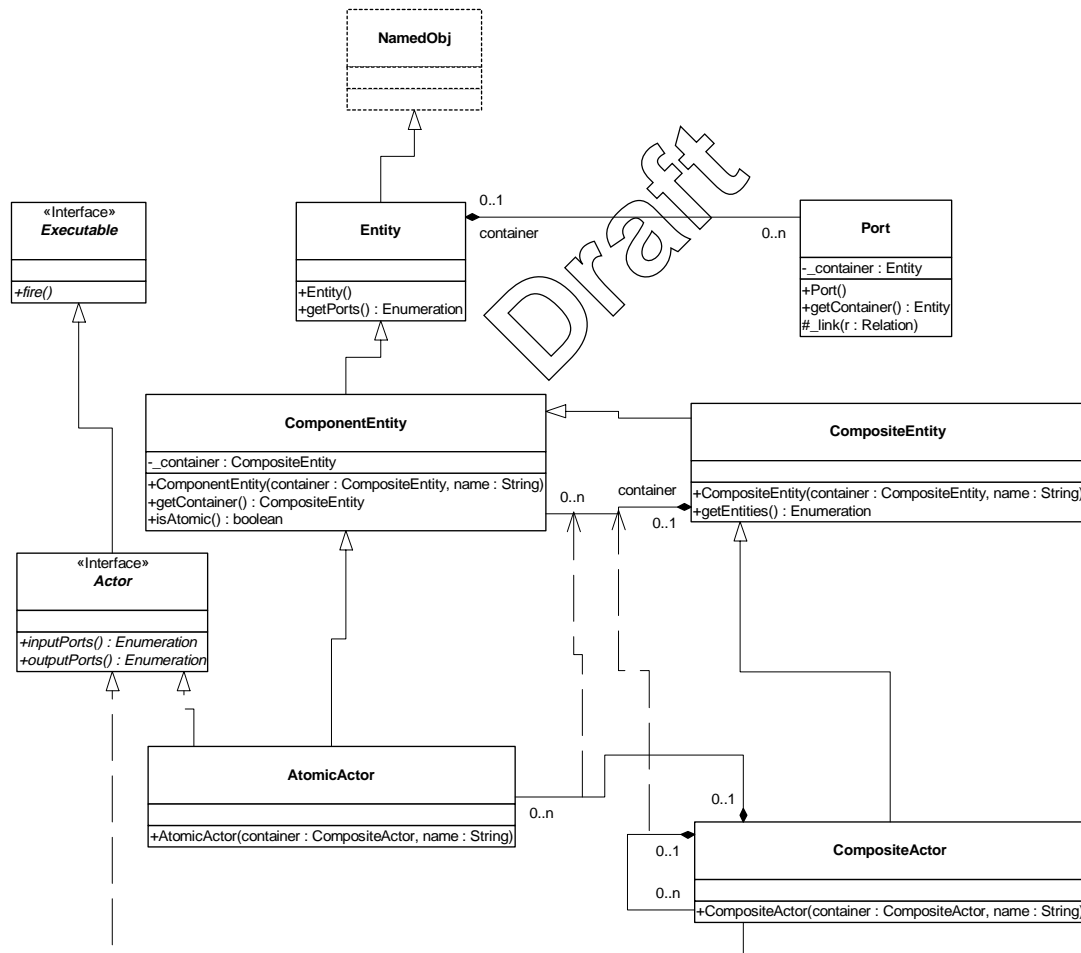 NamedObj
Draft
«Interface»
Executable
+fire()
Entity
+Entity()
+getPorts() : Enumeration
0..1
container
0..n
Port
-_container : Entity
+Port()
+getContainer() : Entity
#_link(r : Relation)
ComponentEntity
-_container : CompositeEntity
+ComponentEntity(container : CompositeEntity, name : String)
+getContainer() : CompositeEntity
+isAtomic() : boolean
0..n
container
0..1
CompositeEntity
+CompositeEntity(container : CompositeEntity, name : String)
+getEntities() : Enumeration
«Interface»
Actor
+inputPorts() : Enumeration
+outputPorts() : Enumeration
AtomicActor
+AtomicActor(container : CompositeActor, name : String)
0..n
0..1
0..1
0..n
CompositeActor
+CompositeActor(container : CompositeActor, name : String)